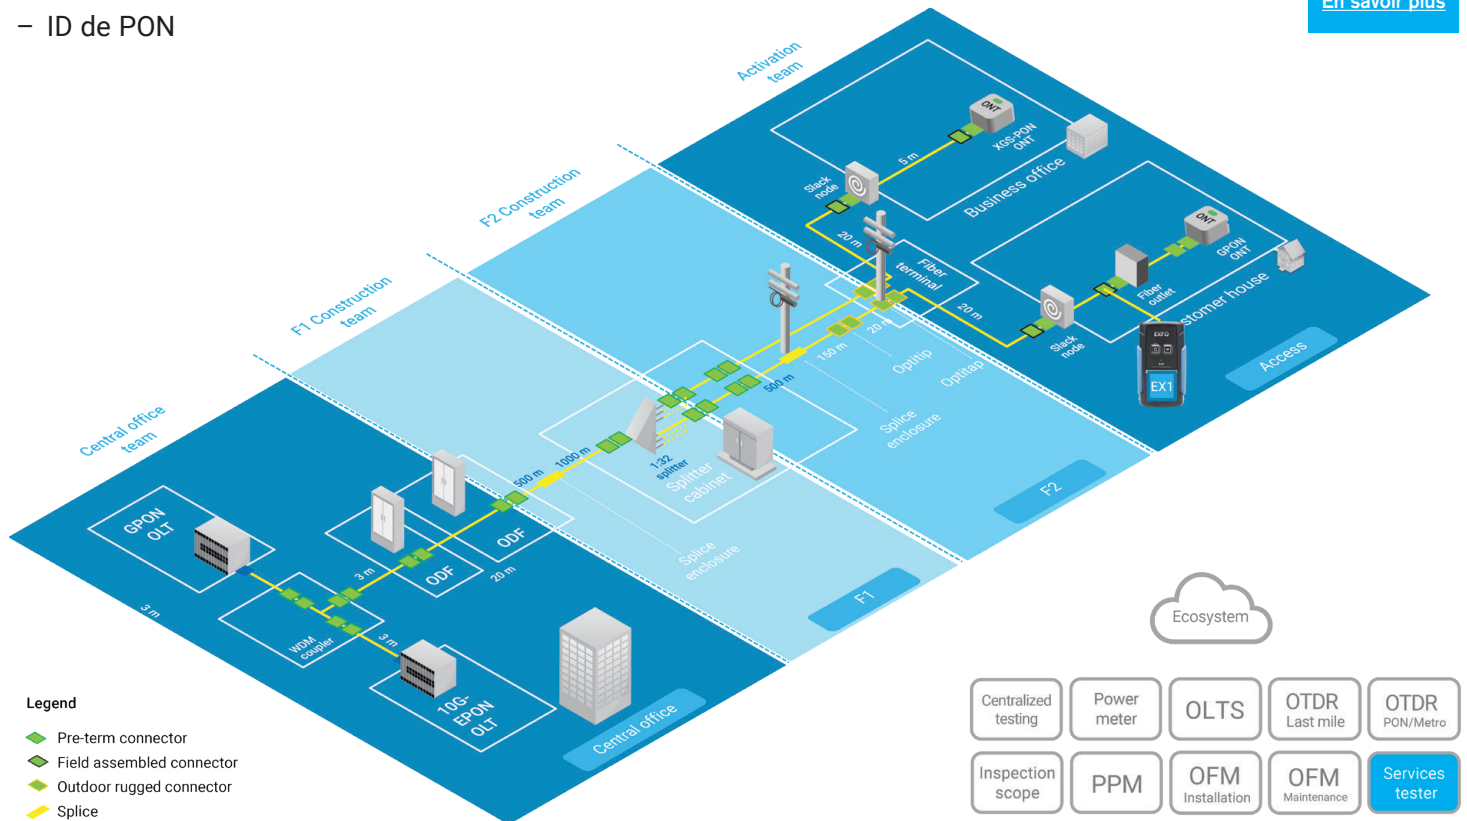 – ID de PON
En savoir plus
Activation
team
ONT
XGS-PON
ONT
5 m
Slack
node
Business office
F2 Construction
team
20 m
Fiber
terminal
ONT
GPON
ONT
Fiber
outlet
20 m
Slack
node
stomer house
EXFO
EX1
Access
F1 Construction
team
20 m
150 m
Optitip
Optitap
500 m
Splice
enclosure
F2
Central office
team
1:32
splitter
Splitter
cabinet
1000 m
500 m
Splice
enclosure
F1
GPON
OLT
ODF
ODF
20 m
3 m
3 m
WDM
coupler
3 m
10G-
EPON
OLT
Central office
Legend
Pre-term connector
Field assembled connector
Outdoor rugged connector
Splice
Ecosystem
Centralized
testing
Power
meter
OLTS
OTDR
Last mile
OTDR
PON/Metro
Inspection
scope
PPM
OFM
Installation
OFM
Maintenance
Services
tester